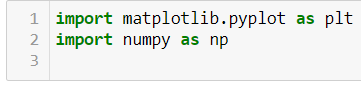 1 import matplotlib.pyplot as plt
2 import numpy as np
3